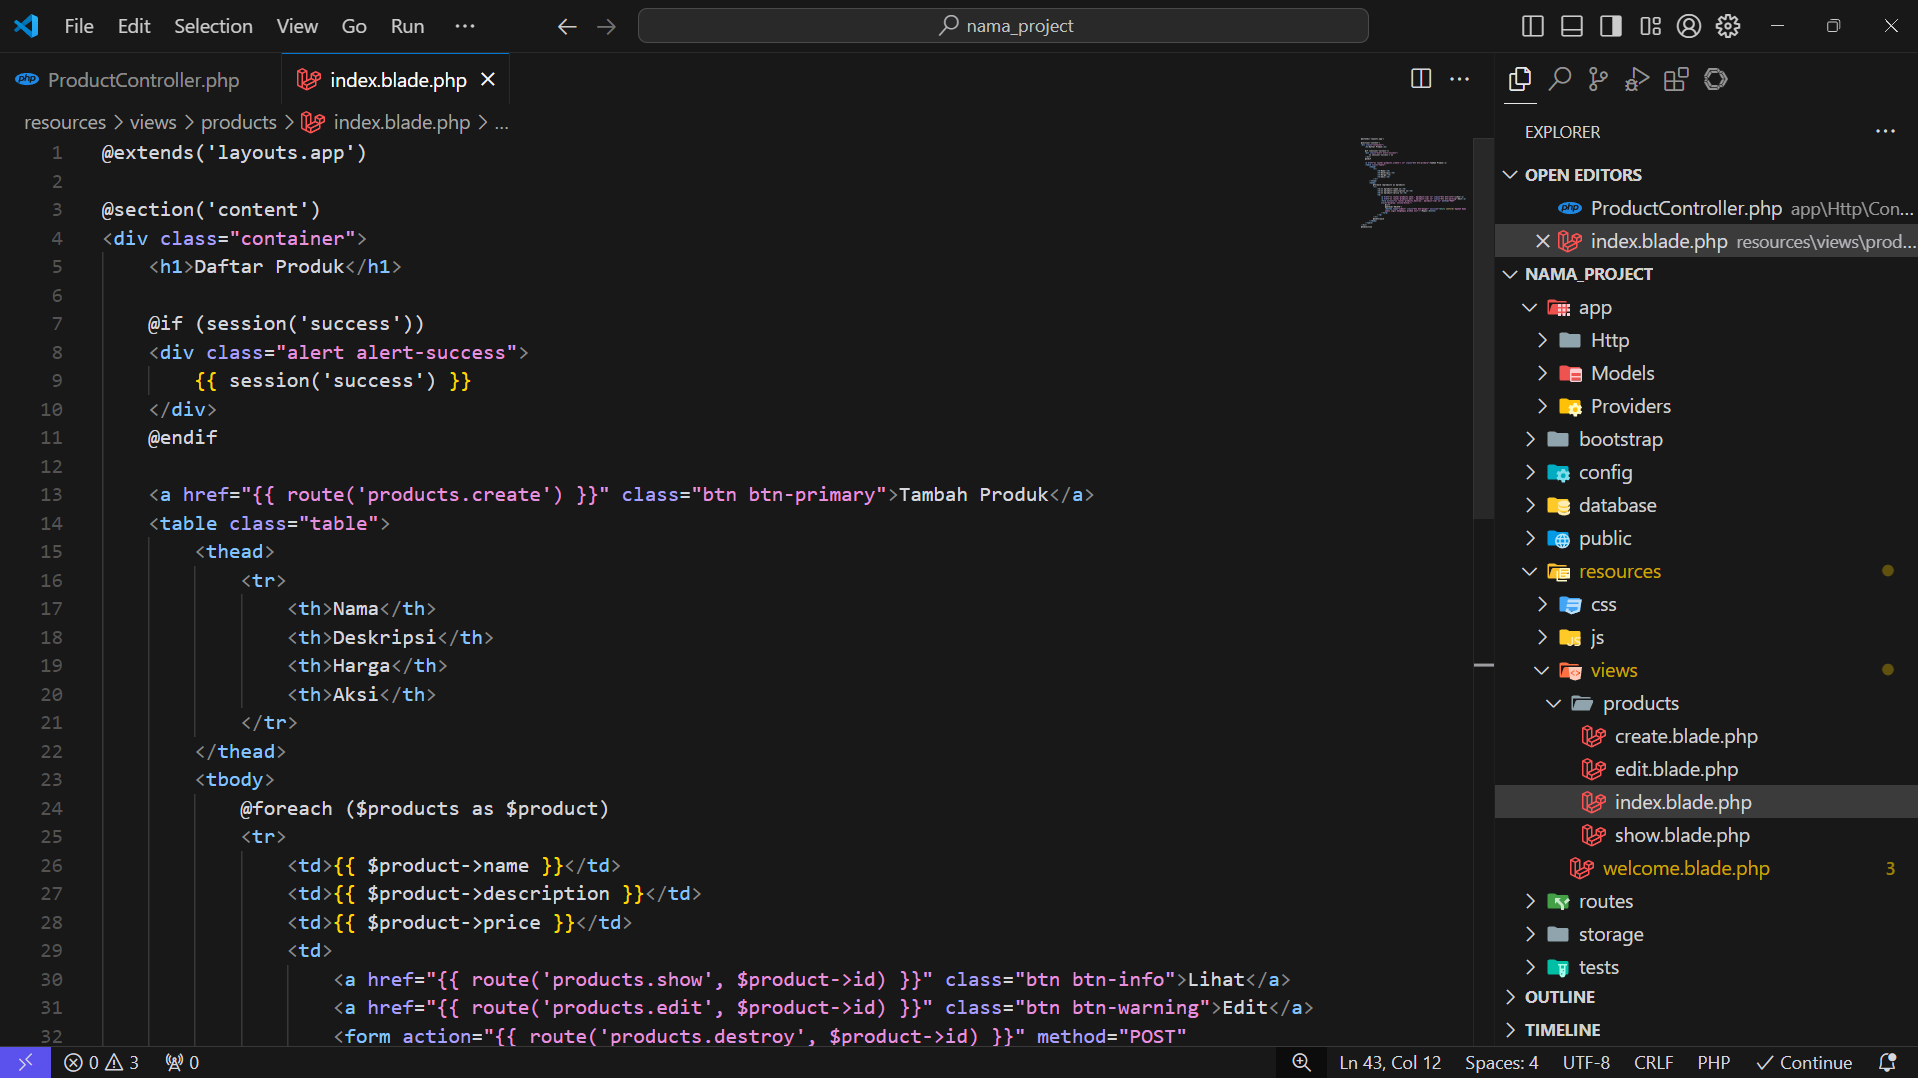 File Edit Selection View Go Run ···
nama_project
ProductController.php
index.blade.php
resources > views > products > index.blade.php > ...
1 @extends('layouts.app')
2
3 @section('content')
4 <div class="container">
5 <h1>Daftar Produk</h1>
6
7 @if (session('success'))
8 <div class="alert alert-success">
9 {{ session('success') }}
10 </div>
11 @endif
12
13 <a href="{{ route('products.create') }}" class="btn btn-primary">Tambah Produk</a>
14 <table class="table">
15 <thead>
16 <tr>
17 <th>Nama</th>
18 <th>Deskripsi</th>
19 <th>Harga</th>
20 <th>Aksi</th>
21 </tr>
22 </thead>
23 <tbody>
24 @foreach ($products as $product)
25 <tr>
26 <td>{{ $product->name }}</td>
27 <td>{{ $product->description }}</td>
28 <td>{{ $product->price }}</td>
29 <td>
30 <a href="{{ route('products.show', $product->id) }}" class="btn btn-info">Lihat</a>
31 <a href="{{ route('products.edit', $product->id) }}" class="btn btn-warning">Edit</a>
32 <form action="{{ route('products.destroy', $product->id) }}" method="POST"
EXPLORER
OPEN EDITORS
php ProductController.php app\Http\Con...
index.blade.php resources\views\prod...
NAMA_PROJECT
app
Http
Models
Providers
bootstrap
config
database
public
resources
css
js
views
products
create.blade.php
edit.blade.php
index.blade.php
show.blade.php
welcome.blade.php 3
routes
storage
tests
OUTLINE
TIMELINE
0 3 0
Ln 43, Col 12 Spaces: 4 UTF-8 CRLF PHP Continue